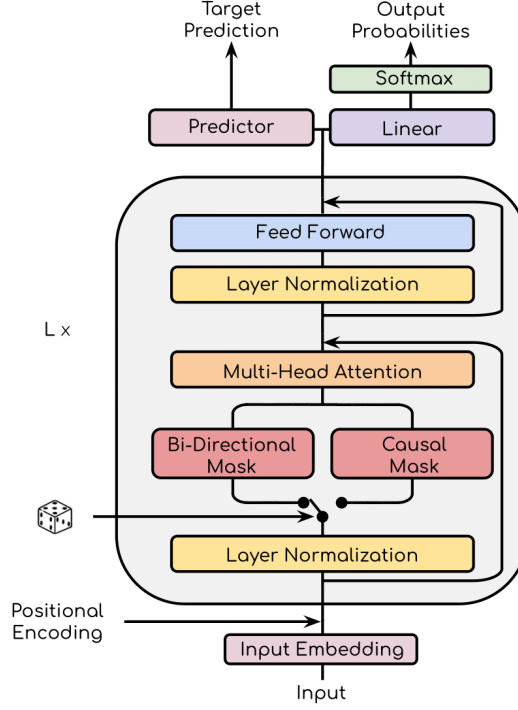 Target
Prediction
Output
Probabilities
Softmax
Predictor
Linear
Feed Forward
Layer Normalization
L x
Multi-Head Attention
Bi-Directional
Mask
Causal
Mask
Layer Normalization
Positional
Encoding
Input Embedding
Input